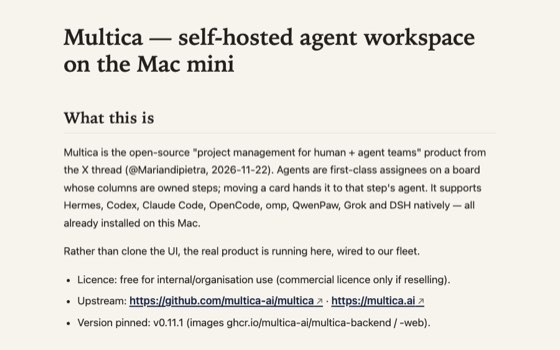 Multica — self-hosted agent workspace
on the Mac mini
What this is
Multica is the open-source "project management for human + agent teams" product from
the X thread (@Mariandipietra, 2026-11-22). Agents are first-class assignees on a board
whose columns are owned steps; moving a card hands it to that step's agent. It supports
Hermes, Codex, Claude Code, OpenCode, omp, QwenPaw, Grok and DSH natively — all
already installed on this Mac.
Rather than clone the UI, the real product is running here, wired to our fleet.
• Licence: free for internal/organisation use (commercial licence only if reselling).
• Upstream: https://github.com/multica-ai/multica ↗ · https://multica.ai ↗
• Version pinned: v0.11.1 (images ghcr.io/multica-ai/multica-backend / -web).